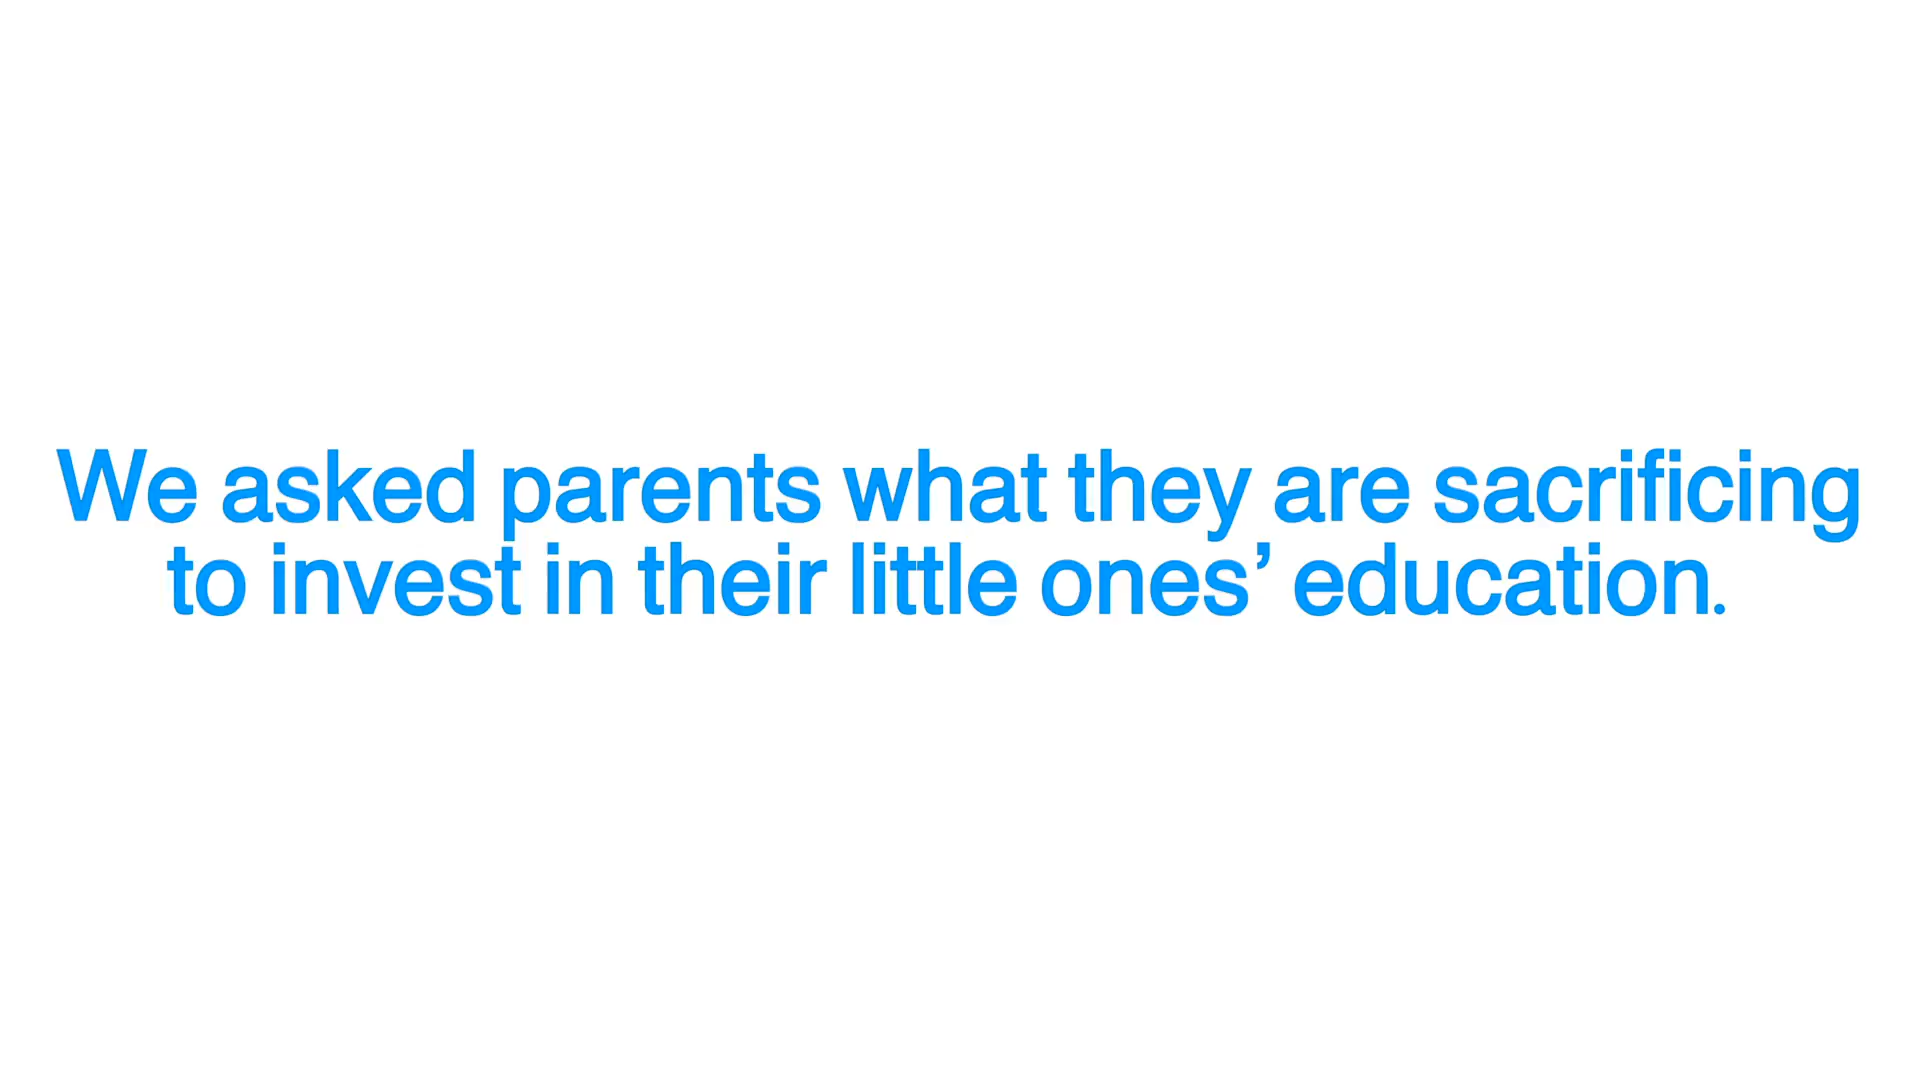 We asked parents what they are sacrificing
to invest in their little ones’ education.